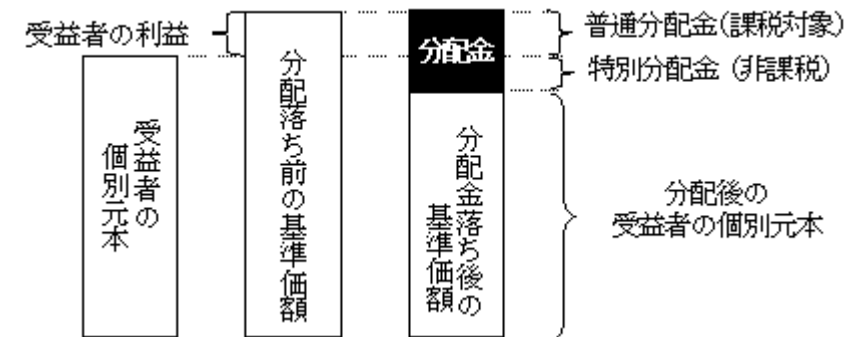 受益者の利益
受益者の
個別元本
分配落ち前の基準価額
分配金
分配金落ち後の
基準価額
普通分配金(課税対象)
特別分配金 (非課税)
分配後の
受益者の個別元本